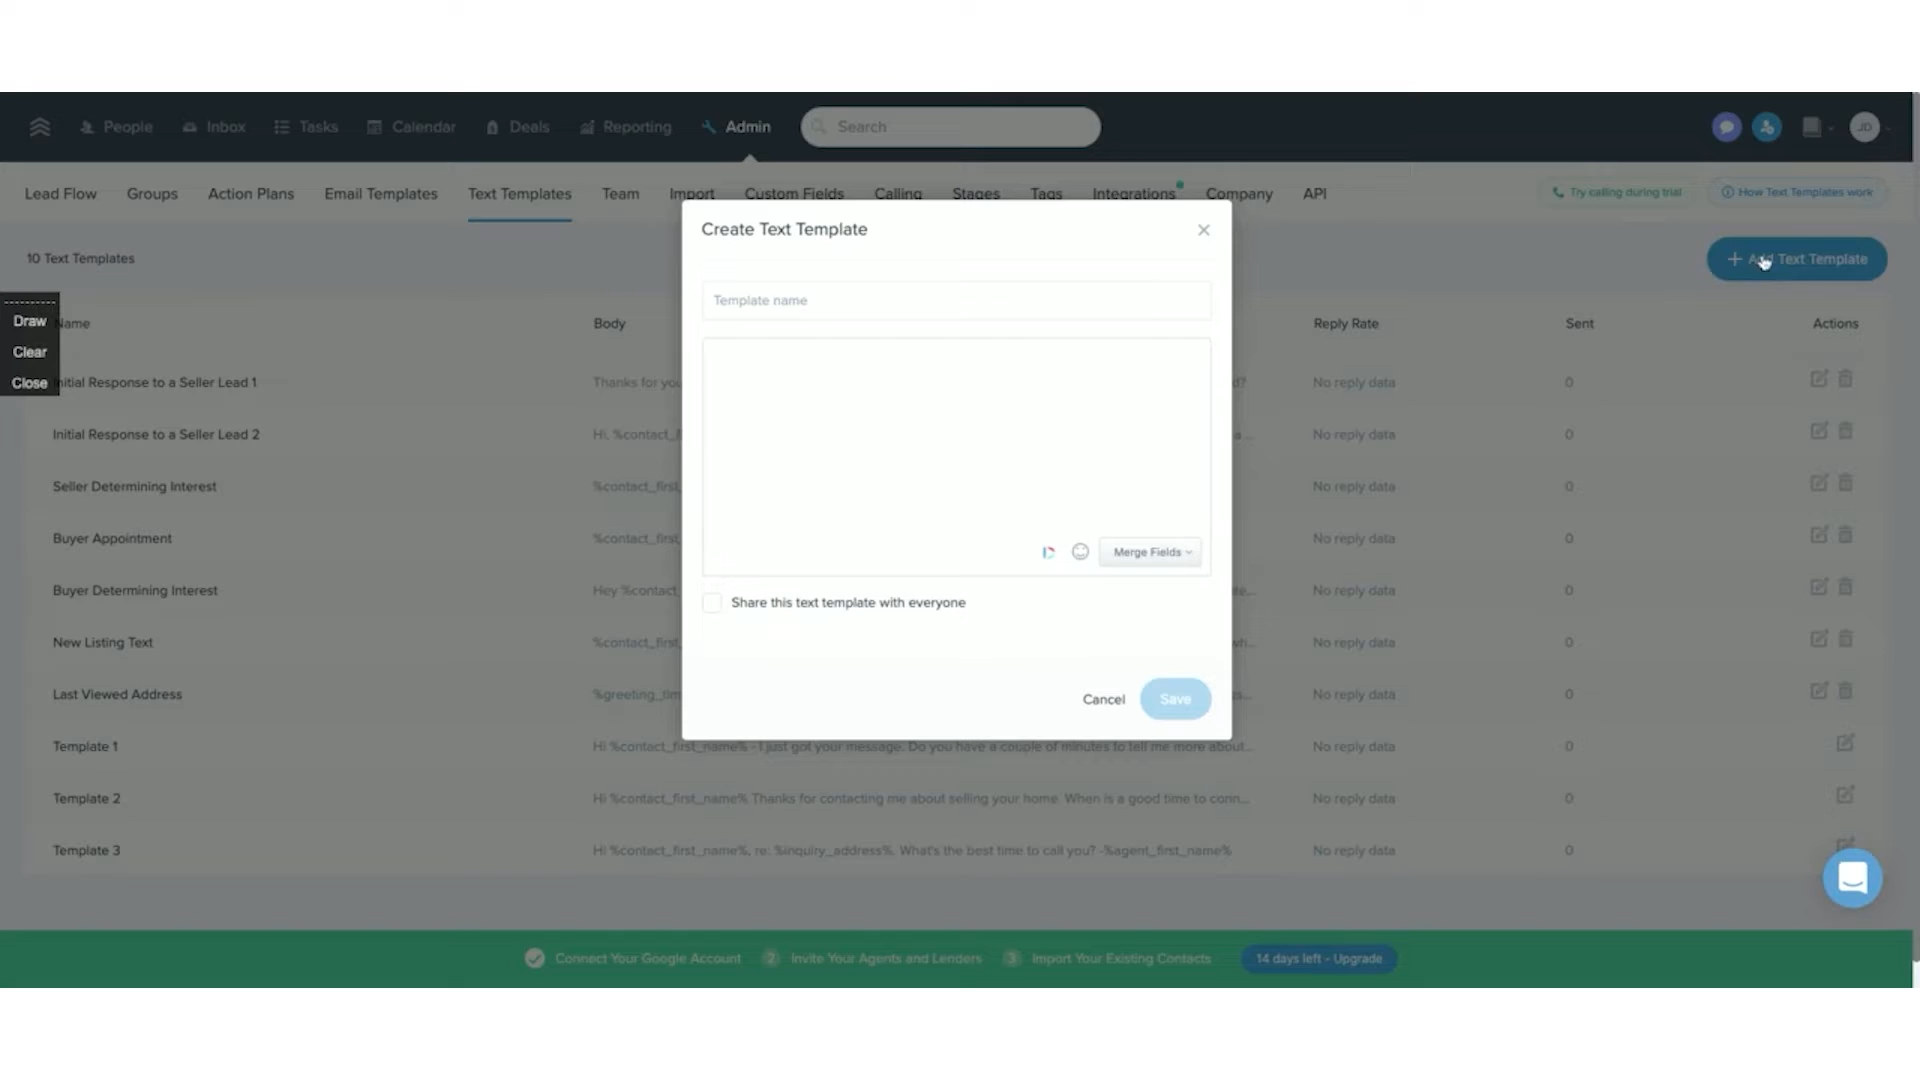 People Inbox Tasks Calendar Deals Reporting Admin Search JD
Lead Flow Groups Action Plans Email Templates Text Templates Team Import Custom Fields Calling Stages Tags Integrations Company API Try calling during trial How Text Templates work
Create Text Template
10 Text Templates
Add Text Template
Template name
Draw
Clear
Close
Name Body Reply Rate Sent Actions
Initial Response to a Seller Lead 1 Thanks for you d? No reply data 0
Initial Response to a Seller Lead 2 Hi, %contact_f a ... No reply data 0
Seller Determining Interest %contact_first_ No reply data 0
Buyer Appointment %contact_first_ No reply data 0
Merge Fields
Buyer Determining Interest Hey %contact_ te,... No reply data 0
Share this text template with everyone
New Listing Text %contact_first_ wh... No reply data 0
Last Viewed Address %greeting_tim us... No reply data 0
Cancel Save
Template 1 Hi %contact_first_name% - I just got your message. Do you have a couple of minutes to tell me more about... No reply data 0
Template 2 Hi %contact_first_name% Thanks for contacting me about selling your home. When is a good time to conn... No reply data 0
Template 3 Hi %contact_first_name%, re: %inquiry_address%. What's the best time to call you? -%agent_first_name% No reply data 0
Connect Your Google Account 2 Invite Your Agents and Lenders 3 Import Your Existing Contacts 14 days left - Upgrade